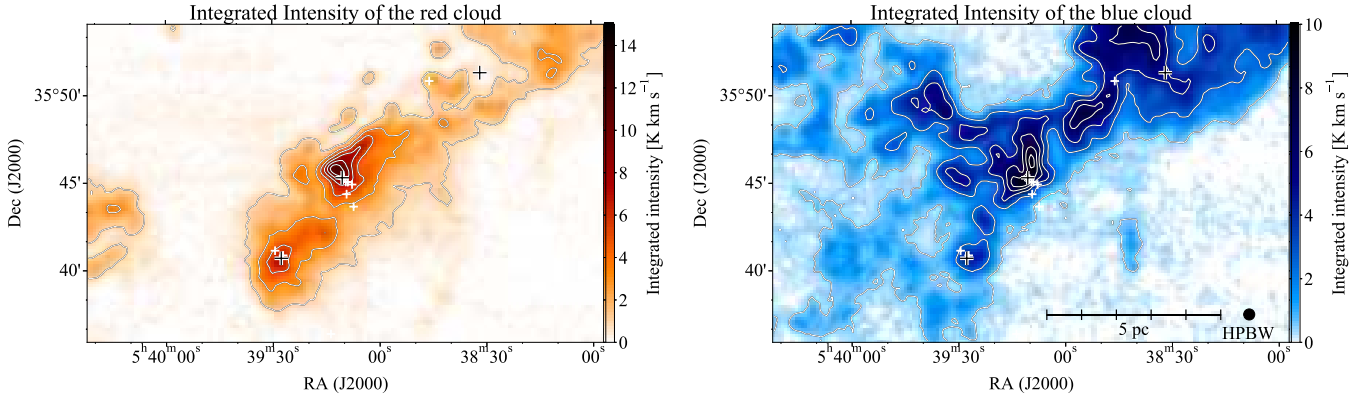 Integrated Intensity of the red cloud
35°50'
45'
40'
Dec (J2000)
5h40m00s
39m30s
00s
38m30s
00s
RA (J2000)
14
12
10
8
6
4
2
0
Integrated intensity [K km s−1]
Integrated Intensity of the blue cloud
35°50'
45'
40'
Dec (J2000)
5 pc
HPBW
5h40m00s
39m30s
00s
38m30s
00s
RA (J2000)
10
8
6
4
2
0
Integrated intensity [K km s−1]